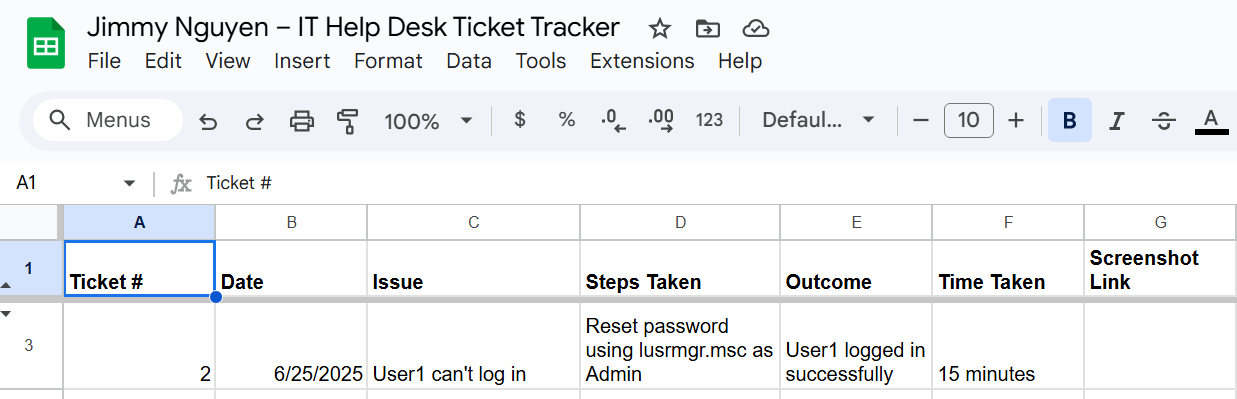 Jimmy Nguyen – IT Help Desk Ticket Tracker
File Edit View Insert Format Data Tools Extensions Help
Menus 100% $ % .0 .00 123 Defaul... 10 B I S A
A1 fx Ticket #
A B C D E F G
1 Ticket # Date Issue Steps Taken Outcome Time Taken Screenshot
Link
3 2 6/25/2025 User1 can't log in Reset password
using lusrmgr.msc as
Admin User1 logged in
successfully 15 minutes